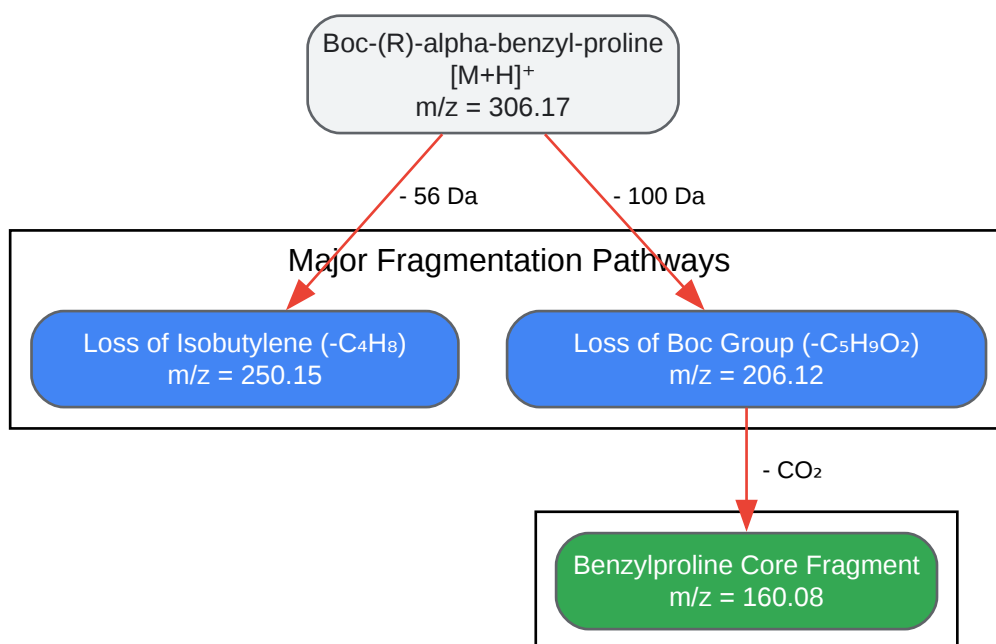 Boc-(R)-alpha-benzyl-proline
[M+H]⁺
m/z = 306.17
- 56 Da
- 100 Da
Major Fragmentation Pathways
Loss of Isobutylene (-C₄H₈)
m/z = 250.15
Loss of Boc Group (-C₅H₉O₂)
m/z = 206.12
- CO₂
Benzylproline Core Fragment
m/z = 160.08